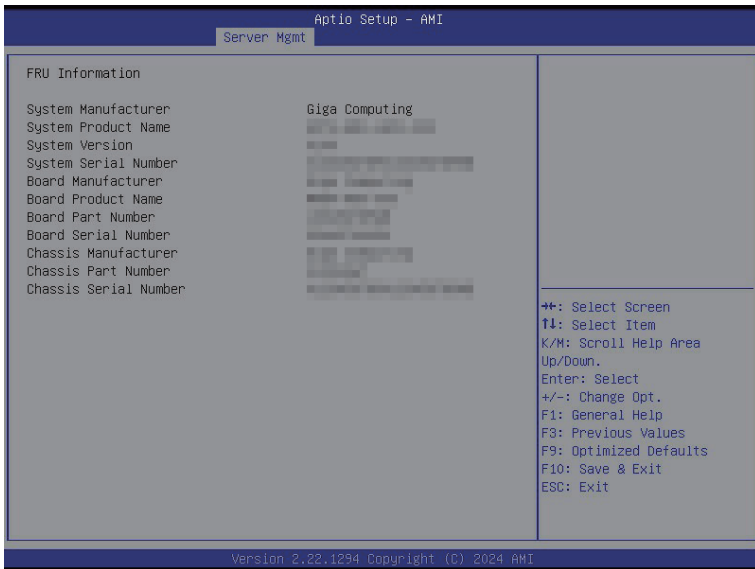 Aptio Setup – AMI
Server Mgmt
FRU Information
System Manufacturer Giga Computing
System Product Name
System Version
System Serial Number
Board Manufacturer
Board Product Name
Board Part Number
Board Serial Number
Chassis Manufacturer
Chassis Part Number
Chassis Serial Number
→←: Select Screen
↑↓: Select Item
K/M: Scroll Help Area
Up/Down.
Enter: Select
+/-: Change Opt.
F1: General Help
F3: Previous Values
F9: Optimized Defaults
F10: Save & Exit
ESC: Exit
Version 2.22.1294 Copyright (C) 2024 AMI